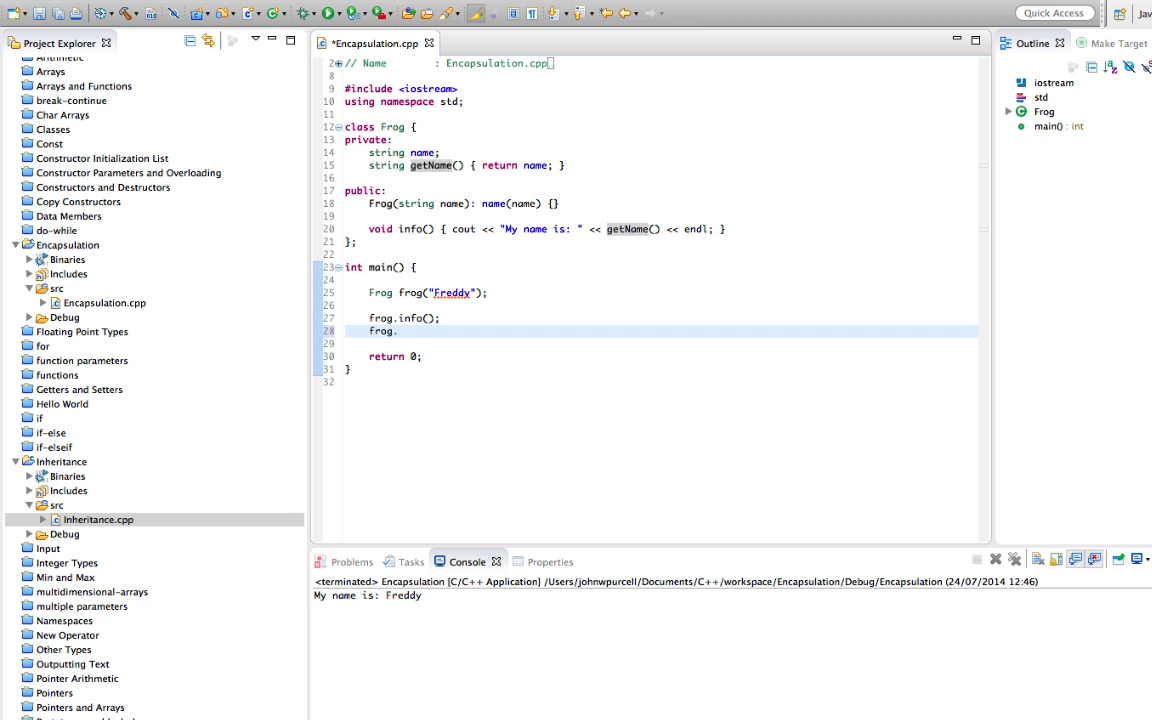 Quick Access
Jav
Project Explorer
Arithmetic
Arrays
Arrays and Functions
break-continue
Char Arrays
Classes
Const
Constructor Initialization List
Constructor Parameters and Overloading
Constructors and Destructors
Copy Constructors
Data Members
do-while
Encapsulation
Binaries
Includes
src
Encapsulation.cpp
Debug
Floating Point Types
for
function parameters
functions
Getters and Setters
Hello World
if
if-else
if-elseif
Inheritance
Binaries
Includes
src
Inheritance.cpp
Debug
Input
Integer Types
Min and Max
multidimensional-arrays
multiple parameters
Namespaces
New Operator
Other Types
Outputting Text
Pointer Arithmetic
Pointers
Pointers and Arrays
*Encapsulation.cpp
2 // Name : Encapsulation.cpp
8
9 #include <iostream>
10 using namespace std;
11
12 class Frog {
13 private:
14 string name;
15 string getName() { return name; }
16
17 public:
18 Frog(string name): name(name) {}
19
20 void info() { cout << "My name is: " << getName() << endl; }
21 };
22
23 int main() {
24
25 Frog frog("Freddy");
26
27 frog.info();
28 frog.
29
30 return 0;
31 }
32
Outline
Make Target
iostream
std
Frog
main() : int
Problems
Tasks
Console
Properties
<terminated> Encapsulation [C/C++ Application] /Users/johnwpurcell/Documents/C++/workspace/Encapsulation/Debug/Encapsulation (24/07/2014 12:46)
My name is: Freddy